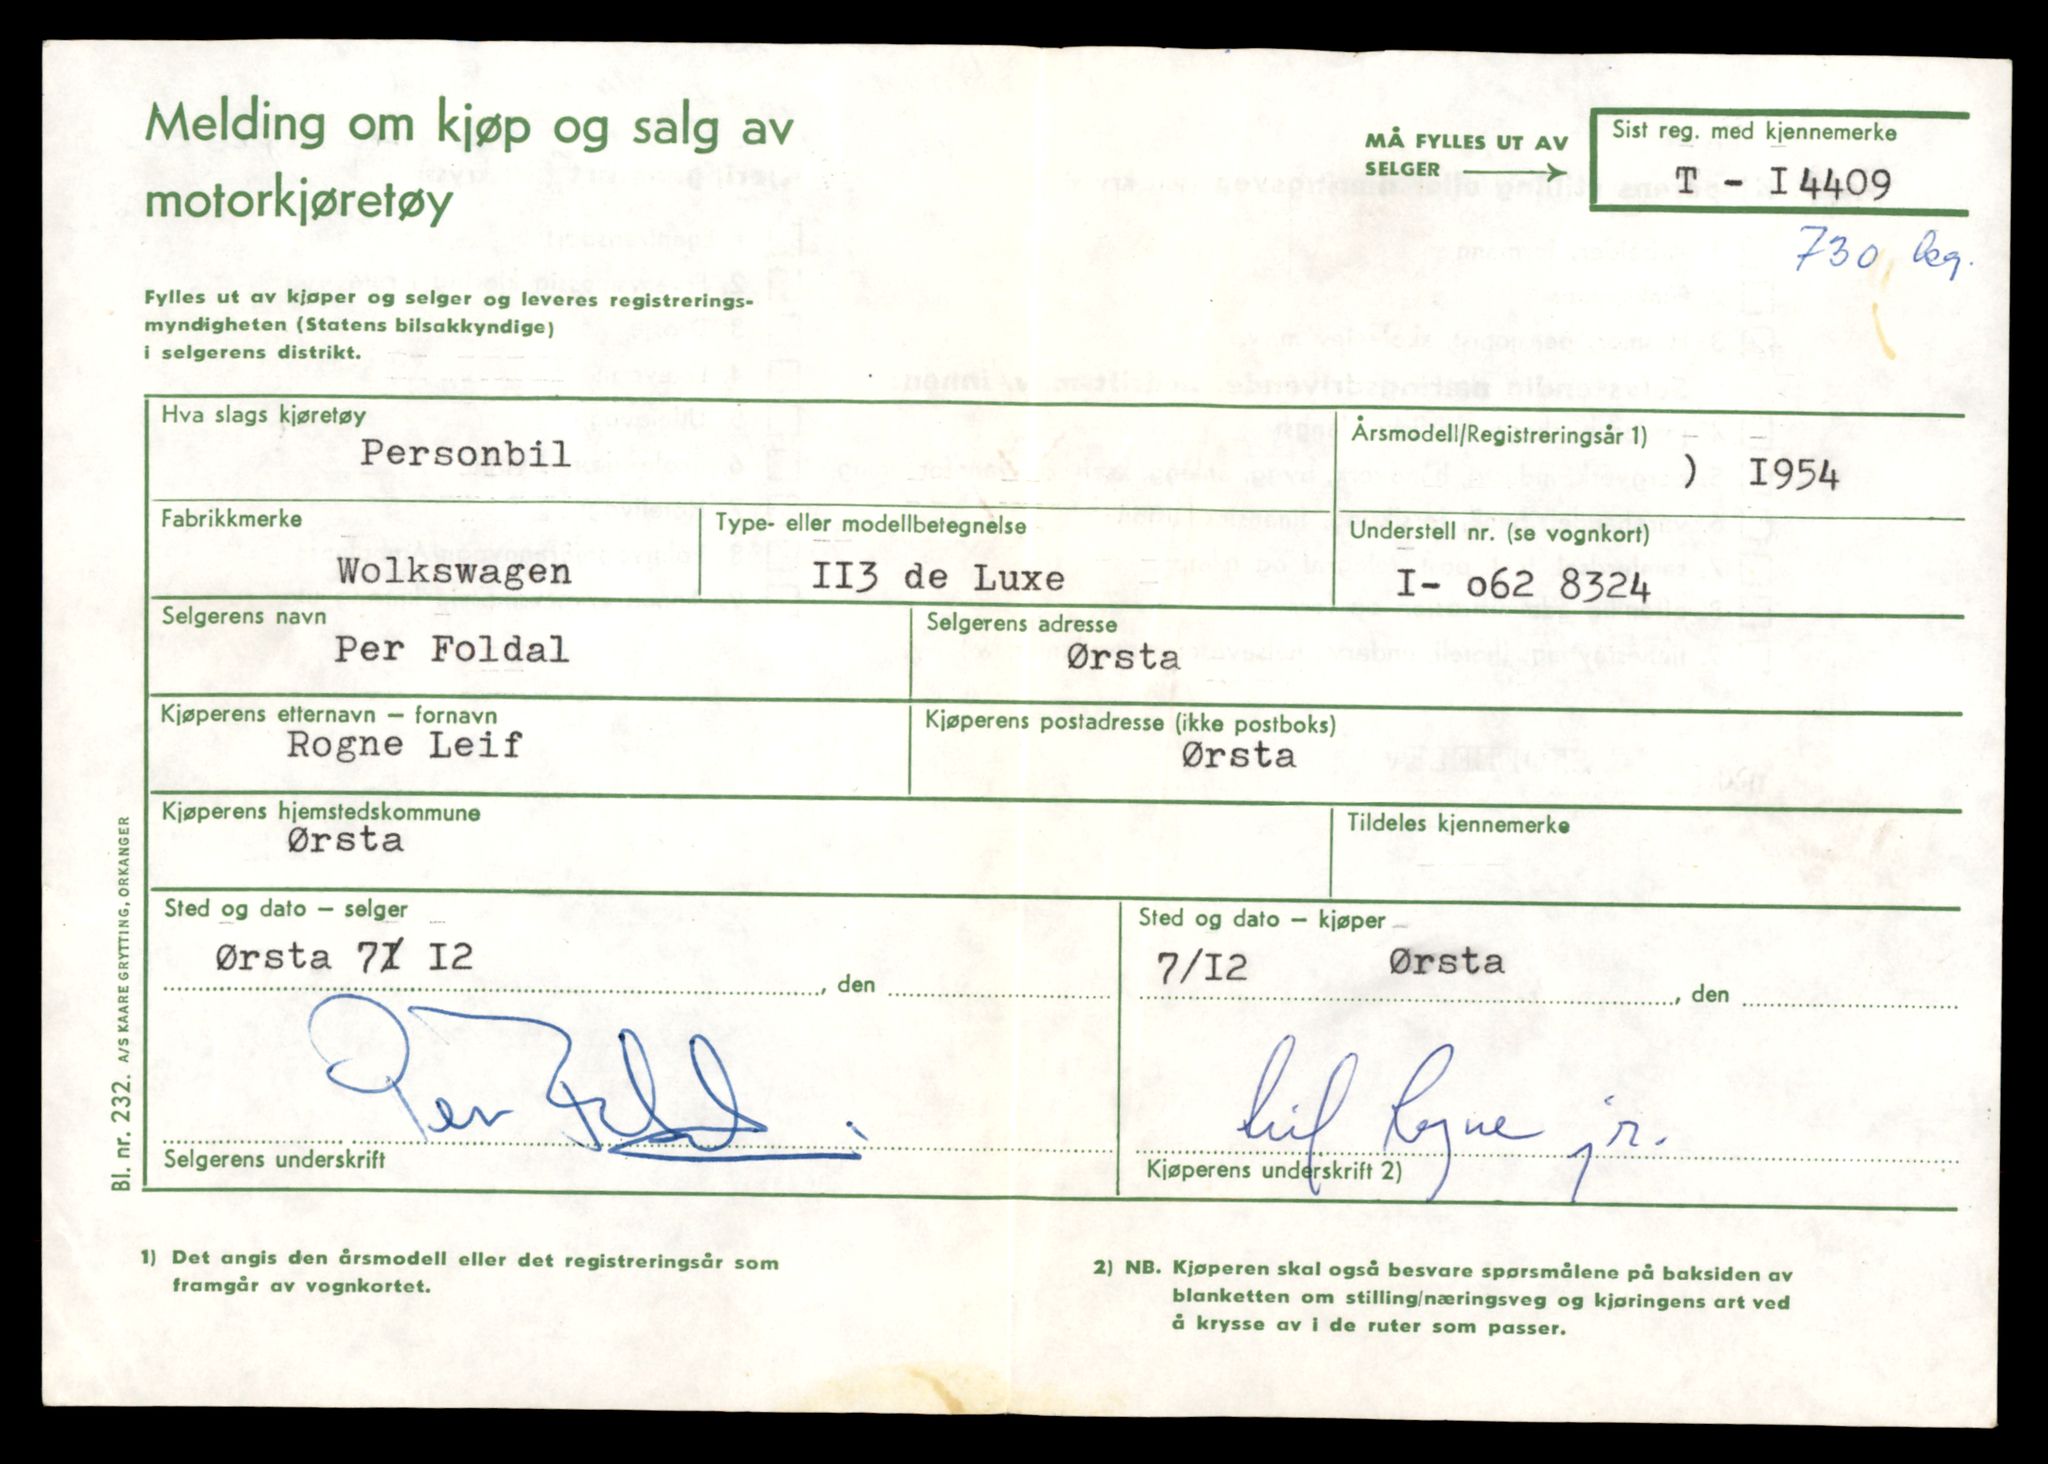 Melding om kjøp og salg av
motorkjøretøy
MÅ FYLLES UT AV
SELGER
Sist reg. med kjennemerke
T - I4409
730 kg.
Fylles ut av kjøper og selger og leveres registrerings-
myndigheten (Statens bilsakkyndige)
i selgerens distrikt.
Hva slags kjøretøy
Personbil
Årsmodell/Registreringsår 1)
) I954
Fabrikkmerke
Wolkswagen
Type- eller modellbetegnelse
II3 de Luxe
Understell nr. (se vognkort)
I- o62 8324
Selgerens navn
Per Foldal
Selgerens adresse
Ørsta
Kjøperens etternavn – fornavn
Rogne Leif
Kjøperens postadresse (ikke postboks)
Ørsta
Kjøperens hjemstedskommune
Ørsta
Tildeles kjennemerke
Sted og dato – selger
Ørsta 7/ I2
, den
Sted og dato – kjøper
7/I2 Ørsta
, den
Per Foldal
Selgerens underskrift
Leif Rogne jr.
Kjøperens underskrift 2)
Bl. nr. 232. A/S KAARE GRYTTING, ORKANGER
1) Det angis den årsmodell eller det registreringsår som
framgår av vognkortet.
2) NB. Kjøperen skal også besvare spørsmålene på baksiden av
blanketten om stilling/næringsveg og kjøringens art ved
å krysse av i de ruter som passer.